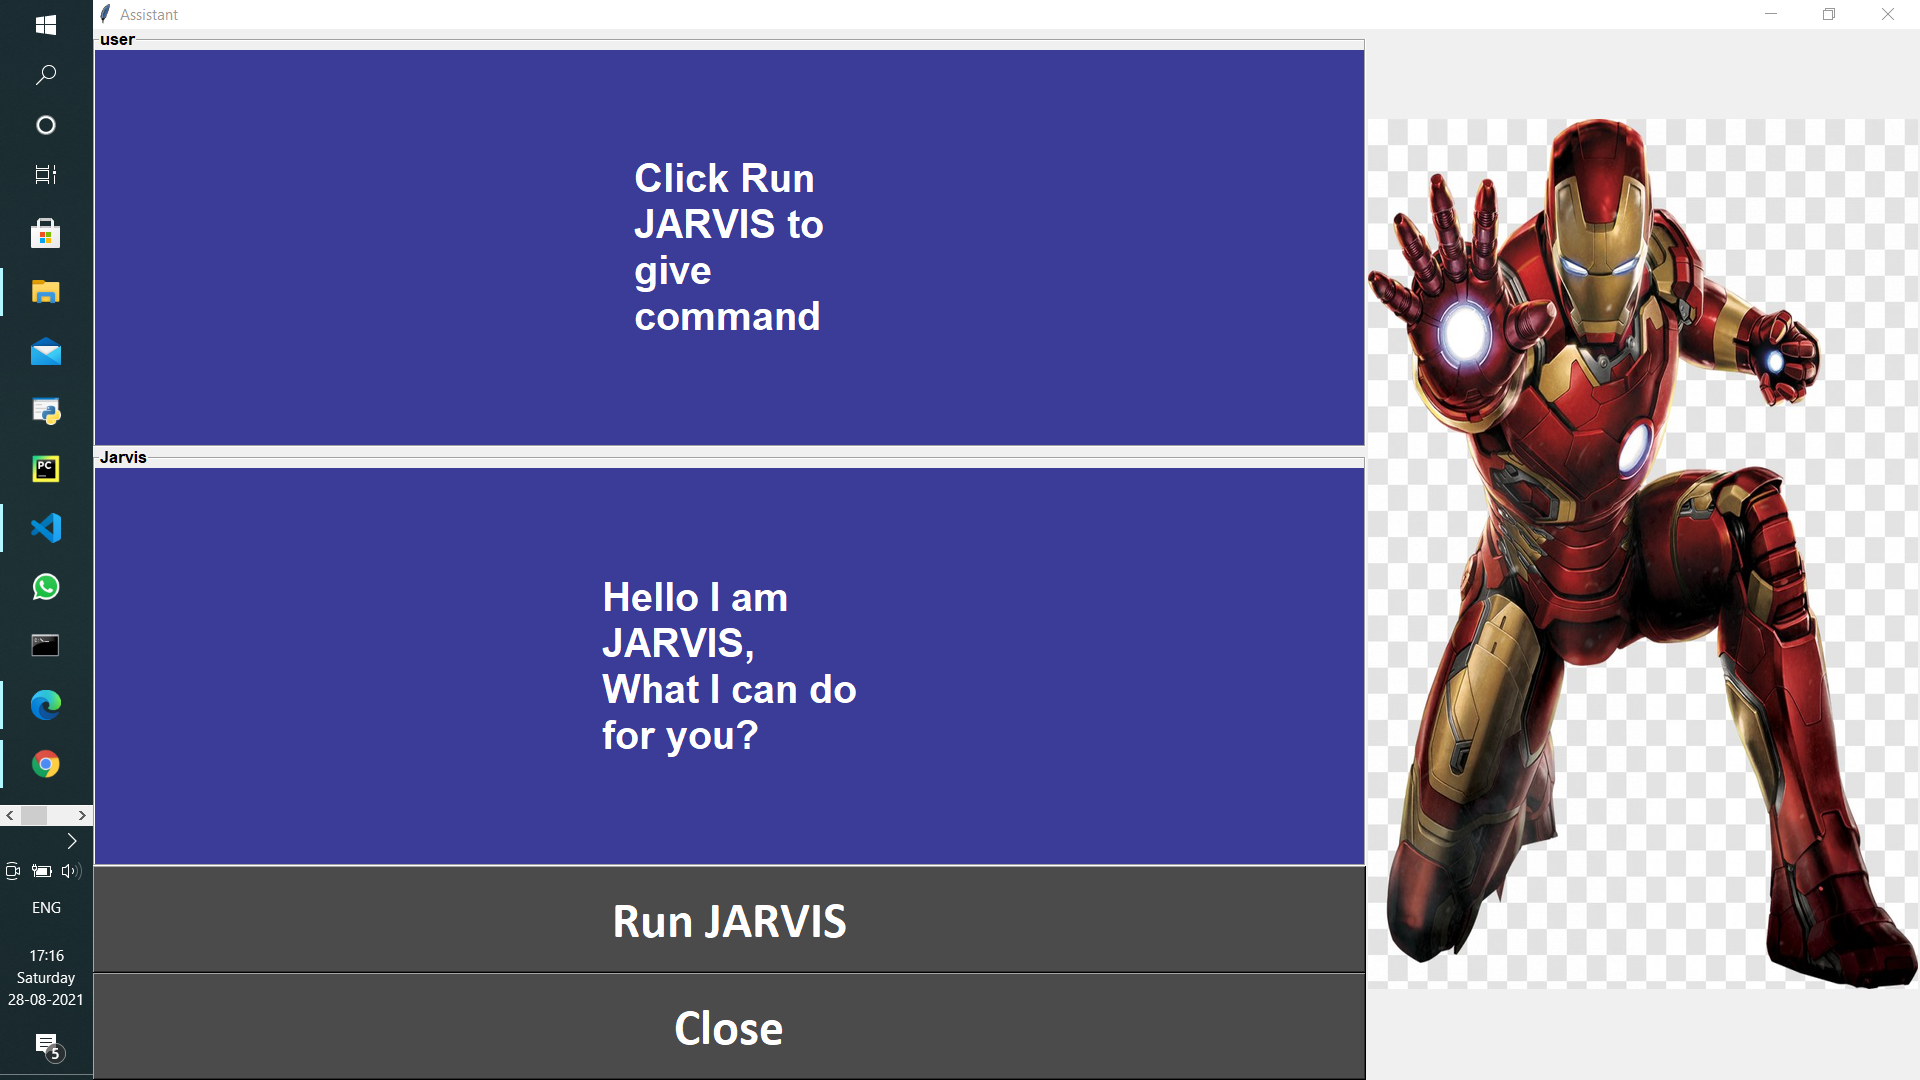 Assistant
user
Click Run
JARVIS to
give
command
Jarvis
Hello I am
JARVIS,
What I can do
for you?
Run JARVIS
Close
PC
ENG
17:16
Saturday
28-08-2021
5